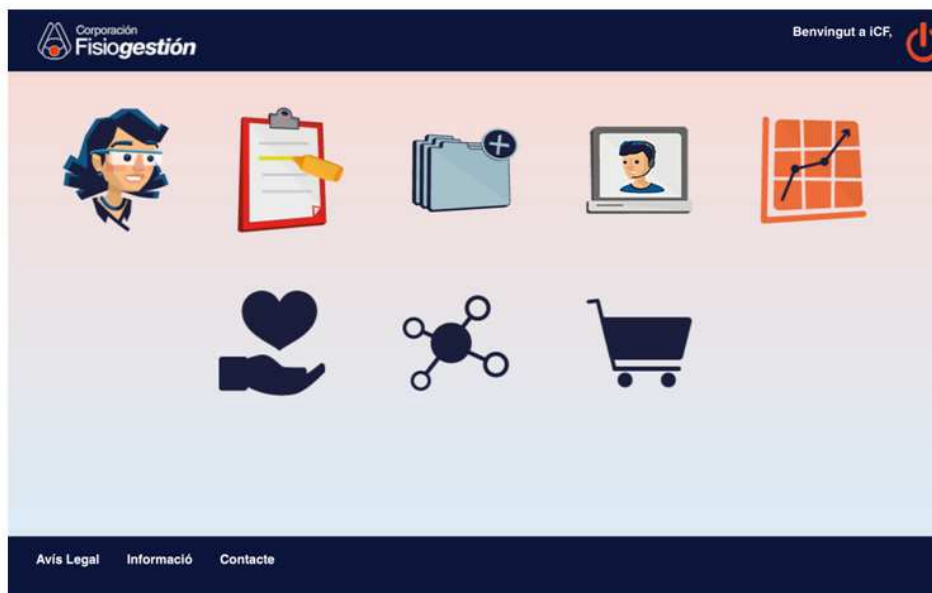 Corporación
Fisiogestión
Benvingut a iCF,
Avís Legal Informació Contacte